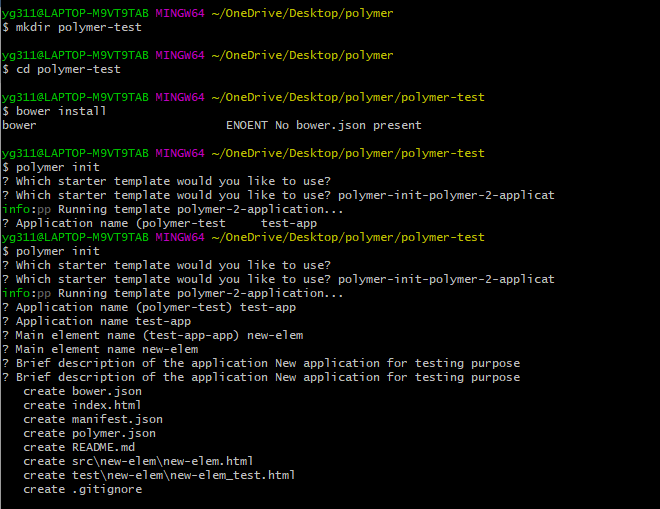 yg311@LAPTOP-M9VT9TAB MINGW64 ~/OneDrive/Desktop/polymer
$ mkdir polymer-test
yg311@LAPTOP-M9VT9TAB MINGW64 ~/OneDrive/Desktop/polymer
$ cd polymer-test
yg311@LAPTOP-M9VT9TAB MINGW64 ~/OneDrive/Desktop/polymer/polymer-test
$ bower install
bower                           ENOENT No bower.json present
yg311@LAPTOP-M9VT9TAB MINGW64 ~/OneDrive/Desktop/polymer/polymer-test
$ polymer init
? Which starter template would you like to use?
? Which starter template would you like to use? polymer-init-polymer-2-applicat
info:pp Running template polymer-2-application...
? Application name (polymer-test     test-app
yg311@LAPTOP-M9VT9TAB MINGW64 ~/OneDrive/Desktop/polymer/polymer-test
$ polymer init
? Which starter template would you like to use?
? Which starter template would you like to use? polymer-init-polymer-2-applicat
info:pp Running template polymer-2-application...
? Application name (polymer-test) test-app
? Application name test-app
? Main element name (test-app-app) new-elem
? Main element name new-elem
? Brief description of the application New application for testing purpose
? Brief description of the application New application for testing purpose
   create bower.json
   create index.html
   create manifest.json
   create polymer.json
   create README.md
   create src\new-elem\new-elem.html
   create test\new-elem\new-elem_test.html
   create .gitignore